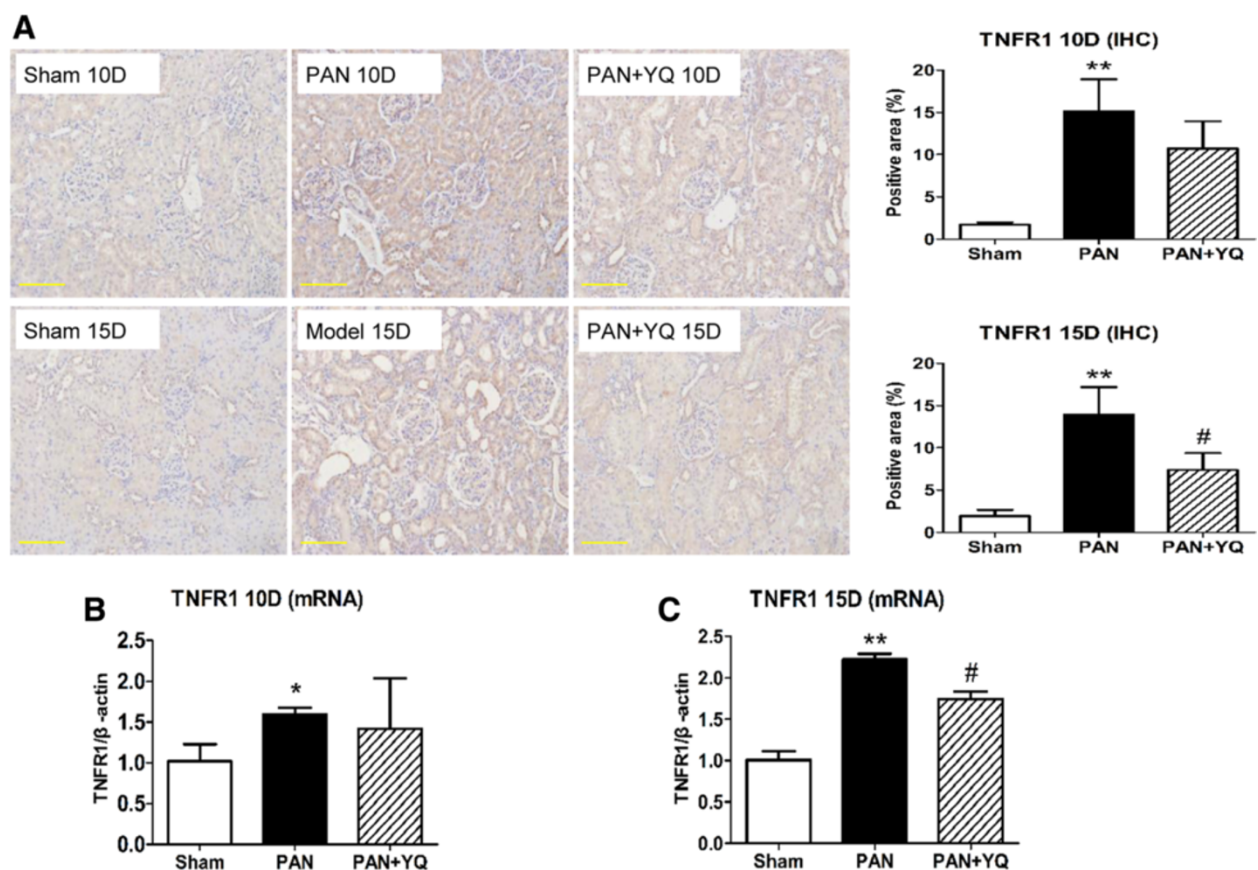 A
Sham 10D
PAN 10D
PAN+YQ 10D
TNFR1 10D (IHC)
Positive area (%)
20
15
10
5
0
**
Sham PAN PAN+YQ
Sham 15D
Model 15D
PAN+YQ 15D
TNFR1 15D (IHC)
Positive area (%)
20
15
10
5
0
**
#
Sham PAN PAN+YQ
B
TNFR1 10D (mRNA)
TNFR1/β -actin
2.5
2.0
1.5
1.0
0.5
0.0
*
Sham PAN PAN+YQ
C
TNFR1 15D (mRNA)
TNFR1/β -actin
2.5
2.0
1.5
1.0
0.5
0.0
**
#
Sham PAN PAN+YQ